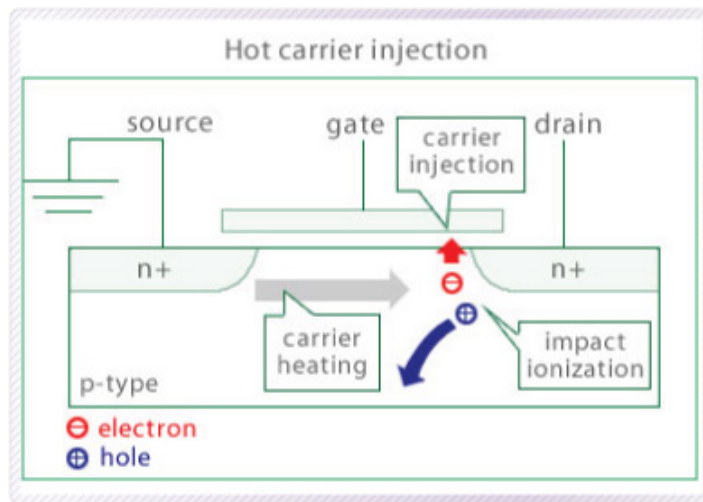 Hot carrier injection
source
gate
carrier
injection
drain
n+
n+
carrier
heating
impact
ionization
p-type
⊖ electron
⊕ hole